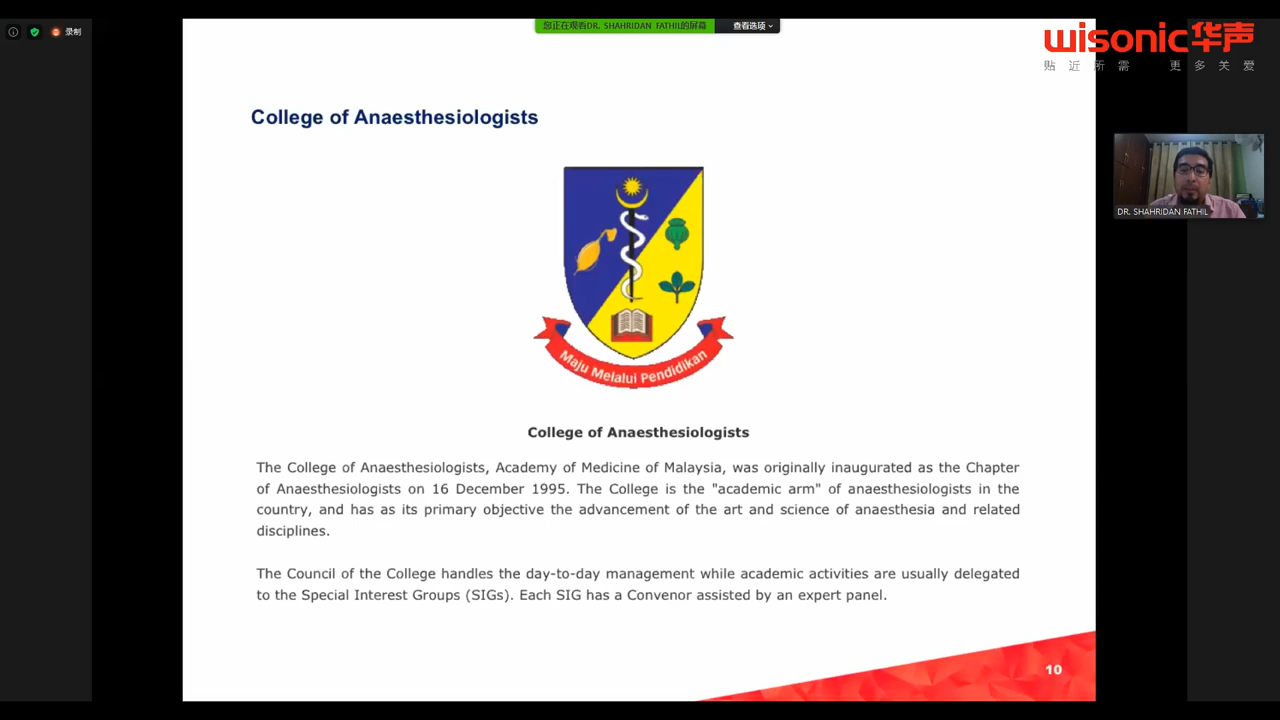 录制
您正在观看DR. SHAHRIDAN FATHIL的屏幕
查看选项
wisonic华声
贴近所需 更多关爱
College of Anaesthesiologists
DR. SHAHRIDAN FATHIL
Maju Melalui Pendidikan
College of Anaesthesiologists
The College of Anaesthesiologists, Academy of Medicine of Malaysia, was originally inaugurated as the Chapter
of Anaesthesiologists on 16 December 1995. The College is the "academic arm" of anaesthesiologists in the
country, and has as its primary objective the advancement of the art and science of anaesthesia and related
disciplines.
The Council of the College handles the day-to-day management while academic activities are usually delegated
to the Special Interest Groups (SIGs). Each SIG has a Convenor assisted by an expert panel.
10